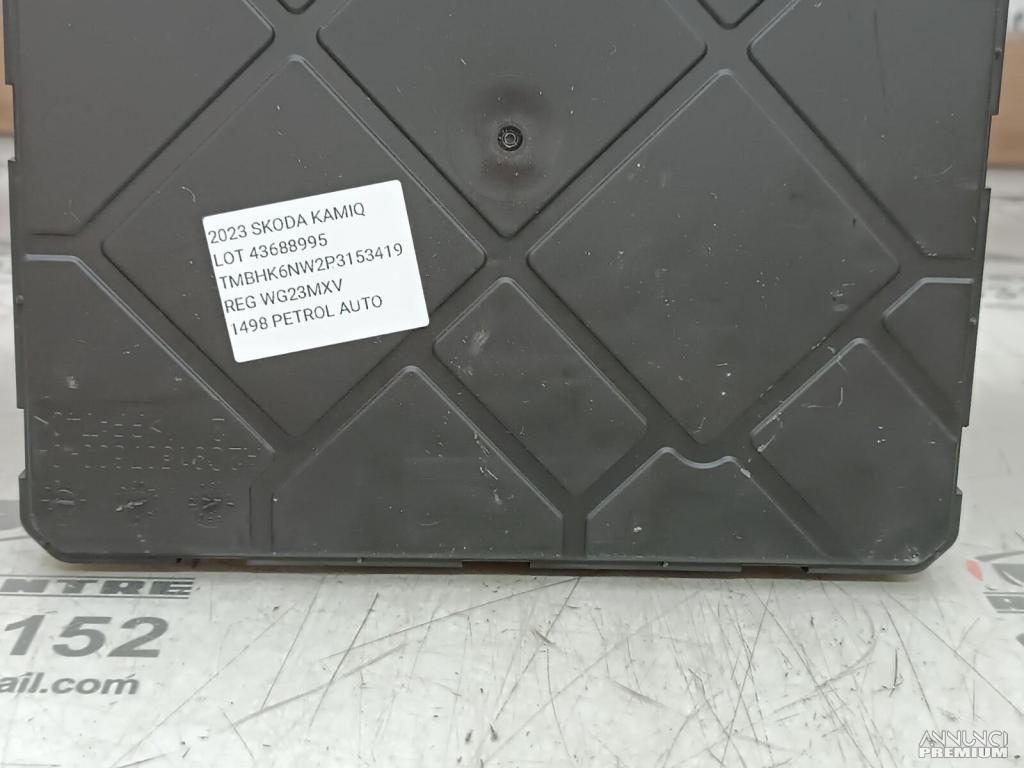 2023 SKODA KAMIQ
LOT 43688995
TMBHK6NW2P3153419
REG WG23MXV
1498 PETROL AUTO
NTRE
152
ail.com
ANNUNCI
PREMIUM